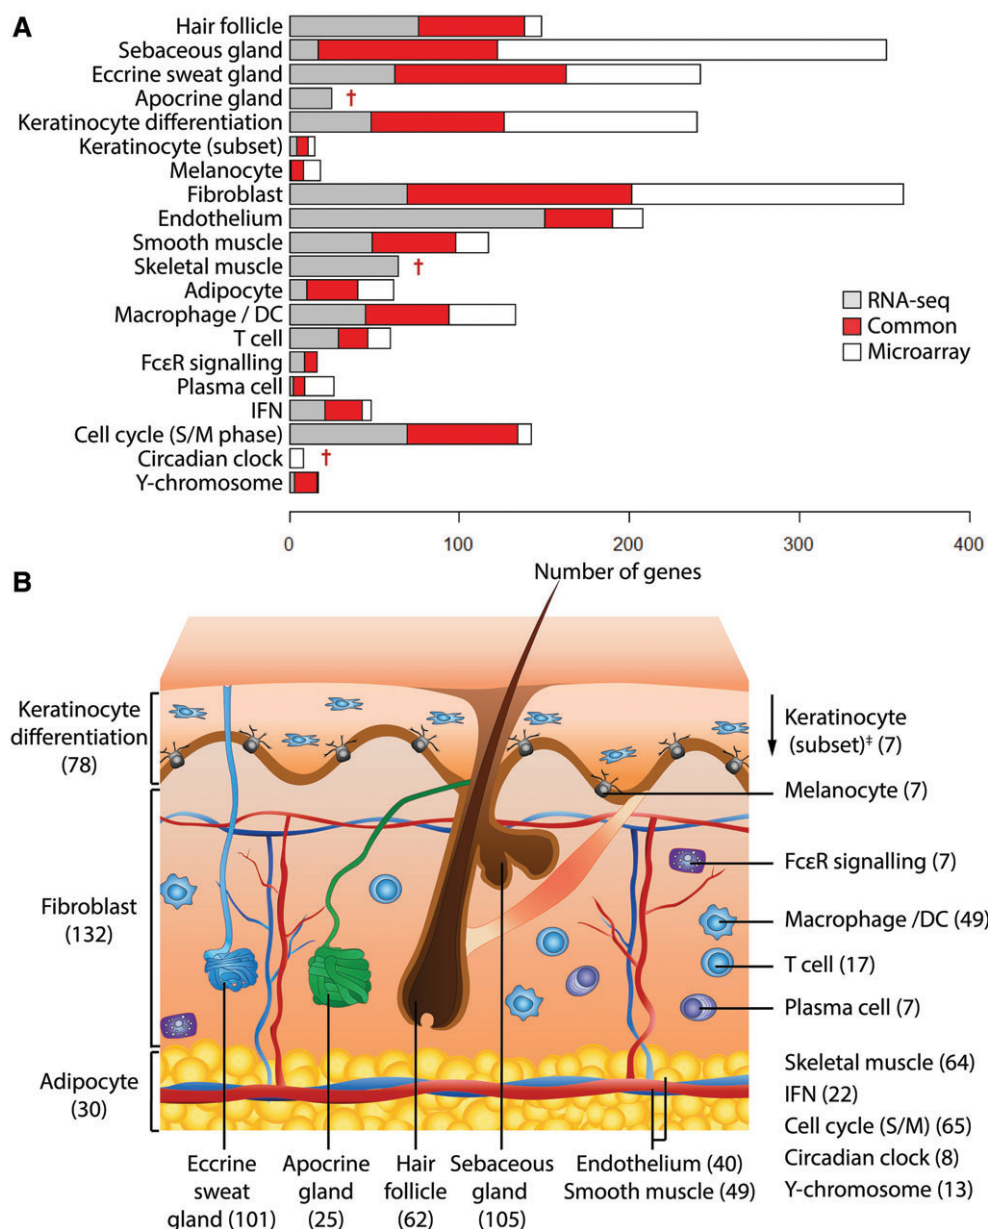 A
Hair follicle
Sebaceous gland
Eccrine sweat gland
Apocrine gland
†
Keratinocyte differentiation
Keratinocyte (subset)
Melanocyte
Fibroblast
Endothelium
Smooth muscle
Skeletal muscle
†
Adipocyte
Macrophage / DC
T cell
FcεR signalling
Plasma cell
IFN
Cell cycle (S/M phase)
Circadian clock
†
Y-chromosome
RNA-seq
Common
Microarray
0 100 200 300 400
Number of genes
B
Keratinocyte
differentiation
(78)
Fibroblast
(132)
Adipocyte
(30)
Keratinocyte
(subset)‡ (7)
Melanocyte (7)
FcεR signalling (7)
Macrophage /DC (49)
T cell (17)
Plasma cell (7)
Skeletal muscle (64)
IFN (22)
Cell cycle (S/M) (65)
Circadian clock (8)
Y-chromosome (13)
Eccrine
sweat
gland (101)
Apocrine
gland
(25)
Hair
follicle
(62)
Sebaceous
gland
(105)
Endothelium (40)
Smooth muscle (49)